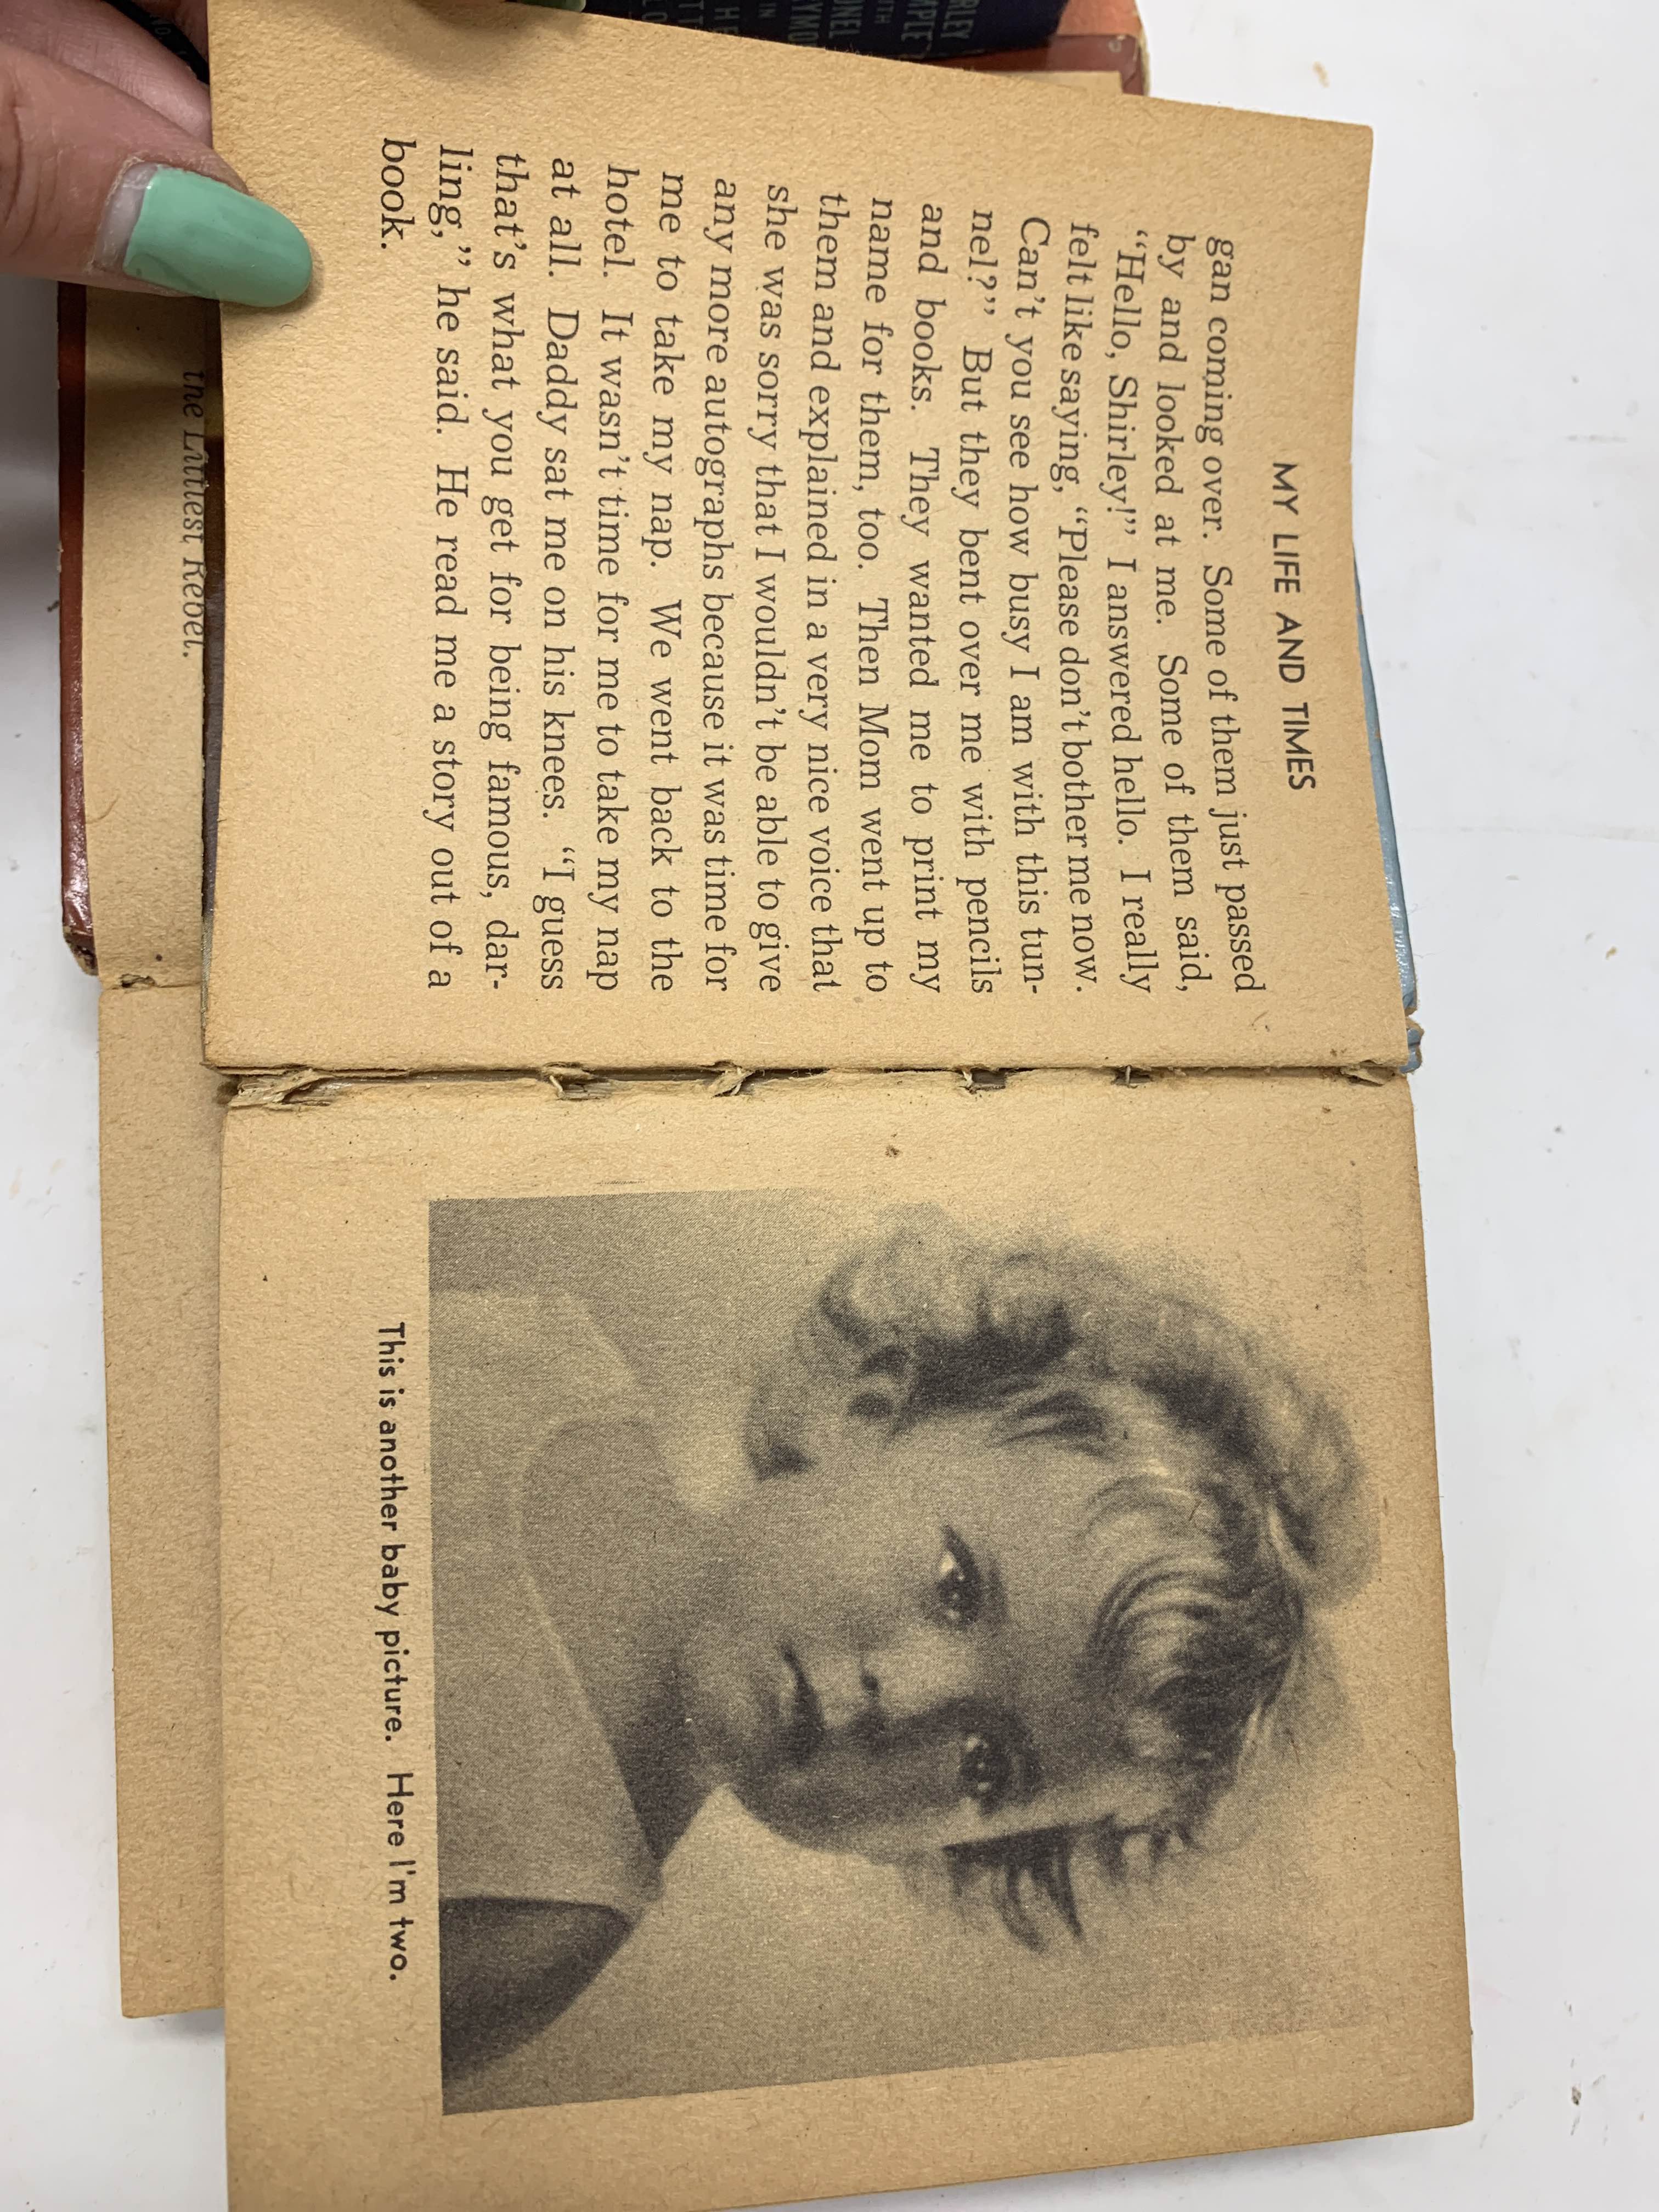 MY LIFE AND TIMES
gan coming over. Some of them just passed
by and looked at me. Some of them said,
“Hello, Shirley!” I answered hello. I really
felt like saying, “Please don't bother me now.
Can't you see how busy I am with this tun-
nel?” But they bent over me with pencils
and books. They wanted me to print my
name for them, too. Then Mom went up to
them and explained in a very nice voice that
she was sorry that I wouldn't be able to give
any more autographs because it was time for
me to take my nap. We went back to the
hotel. It wasn't time for me to take my nap
at all. Daddy sat me on his knees. “I guess
that's what you get for being famous, dar-
ling,” he said. He read me a story out of a
book.
This is another baby picture. Here I'm two.
the Littlest Rebel.